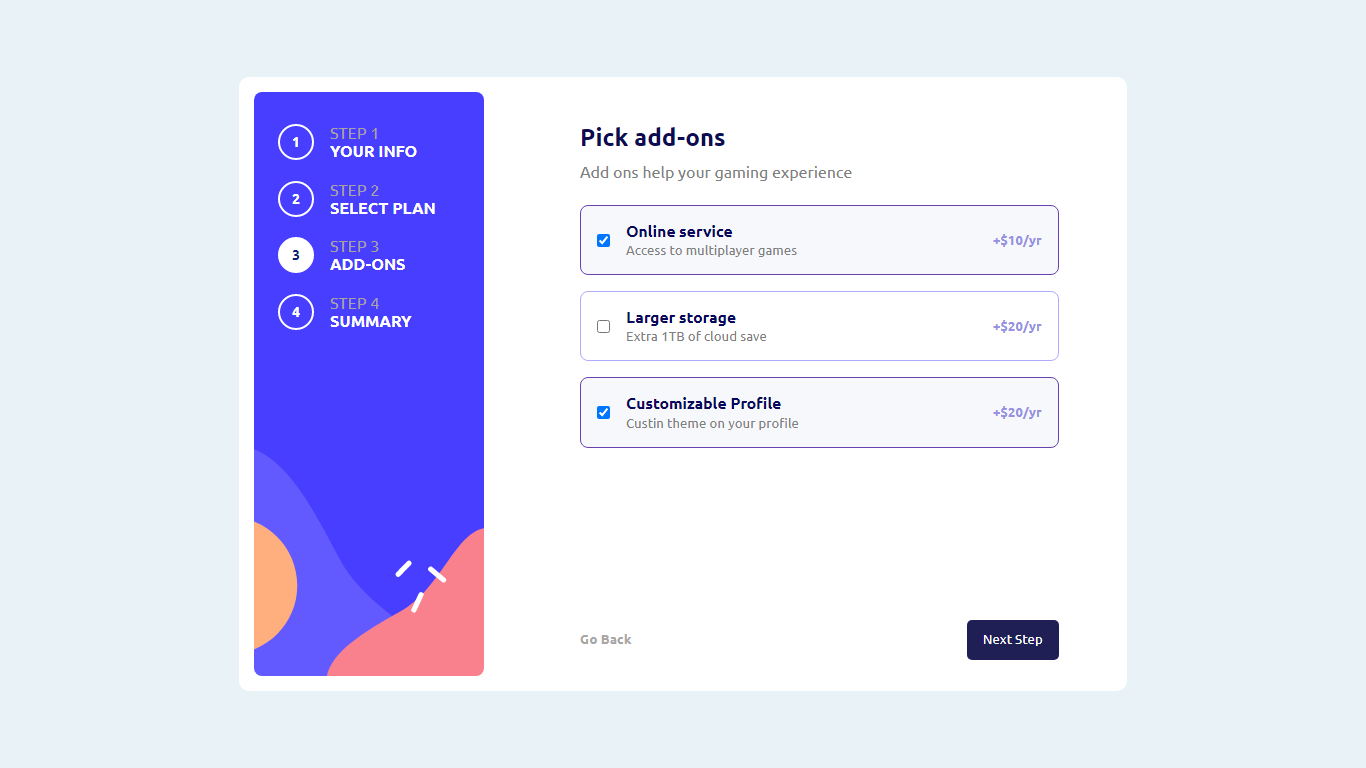 1
STEP 1
YOUR INFO
2
STEP 2
SELECT PLAN
3
STEP 3
ADD-ONS
4
STEP 4
SUMMARY
Pick add-ons
Add ons help your gaming experience
Online service
Access to multiplayer games
+$10/yr
Larger storage
Extra 1TB of cloud save
+$20/yr
Customizable Profile
Custin theme on your profile
+$20/yr
Go Back
Next Step